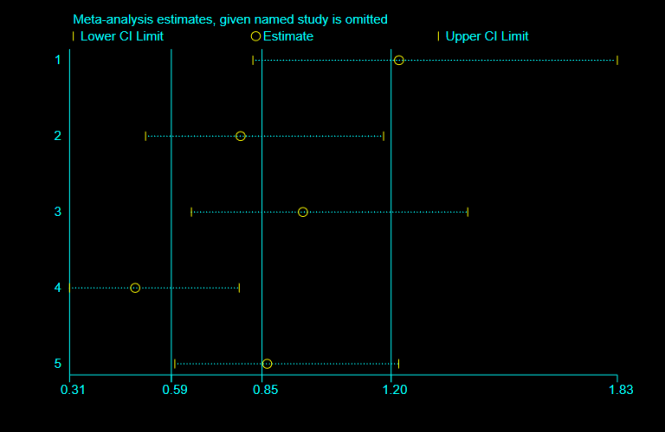 Meta-analysis estimates, given named study is omitted
Lower CI Limit Estimate Upper CI Limit
1
2
3
4
5
0.31 0.59 0.85 1.20 1.83